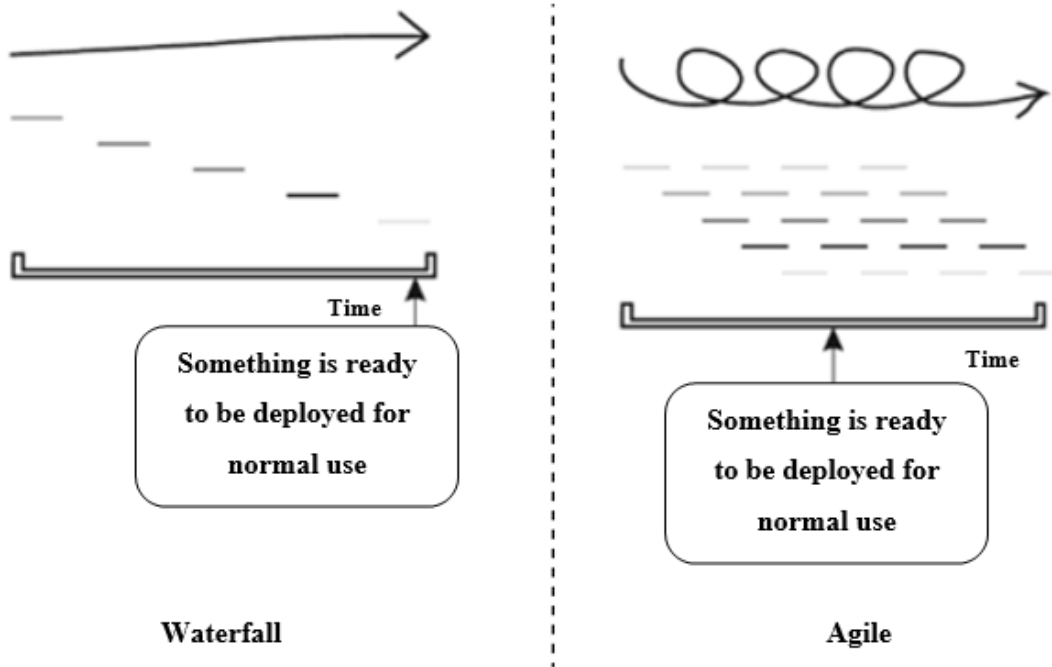 Time
Something is ready
to be deployed for
normal use
Waterfall
Time
Something is ready
to be deployed for
normal use
Agile